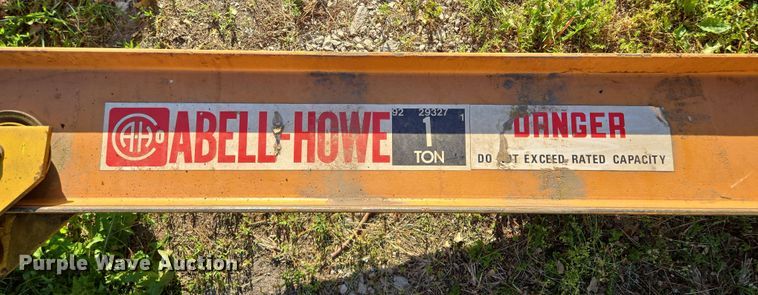 ABELL-HOWE
92 29327 1
1
TON
DANGER
DO EXCEED RATED CAPACITY
Purple Wave Auction